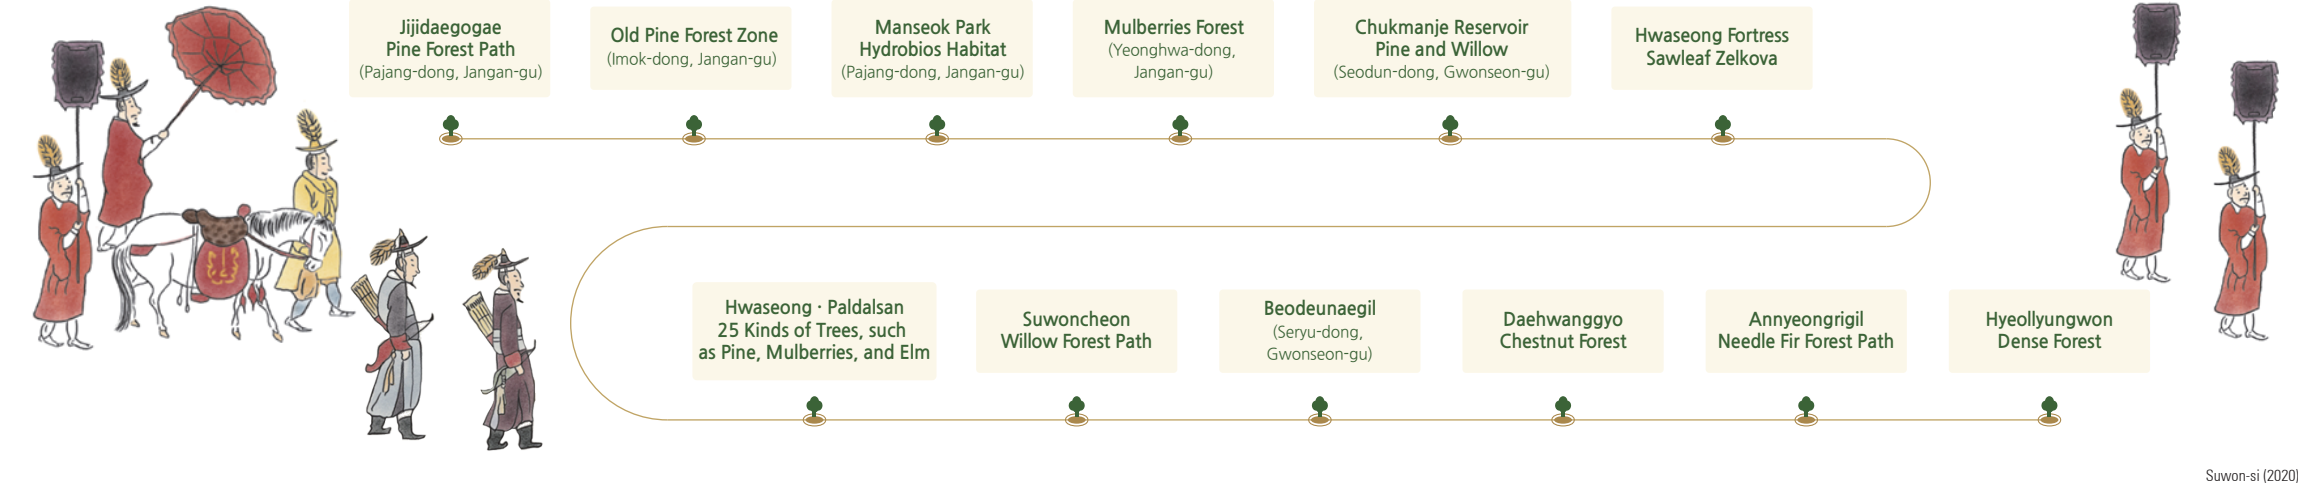 Jijidaegogae
Pine Forest Path
(Pajang-dong, Jangan-gu)
Old Pine Forest Zone
(Imok-dong, Jangan-gu)
Manseok Park
Hydrobios Habitat
(Pajang-dong, Jangan-gu)
Mulberries Forest
(Yeonghwa-dong,
Jangan-gu)
Chukmanje Reservoir
Pine and Willow
(Seodun-dong, Gwonseon-gu)
Hwaseong Fortress
Sawleaf Zelkova
Hwaseong · Paldalsan
25 Kinds of Trees, such
as Pine, Mulberries, and Elm
Suwoncheon
Willow Forest Path
Beodeunaegil
(Seryu-dong,
Gwonseon-gu)
Daehwanggyo
Chestnut Forest
Annyeongrigil
Needle Fir Forest Path
Hyeollyungwon
Dense Forest
Suwon-si (2020)